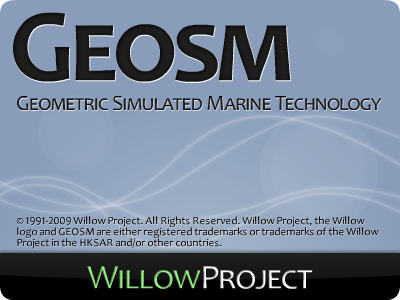 GEOSM
GEOMETRIC SIMULATED MARINE TECHNOLOGY
© 1991-2009 Willow Project. All Rights Reserved. Willow Project, the Willow
logo and GEOSM are either registered trademarks or trademarks of the Willow
Project in the HKSAR and/or other countries.
WILLOWPROJECT